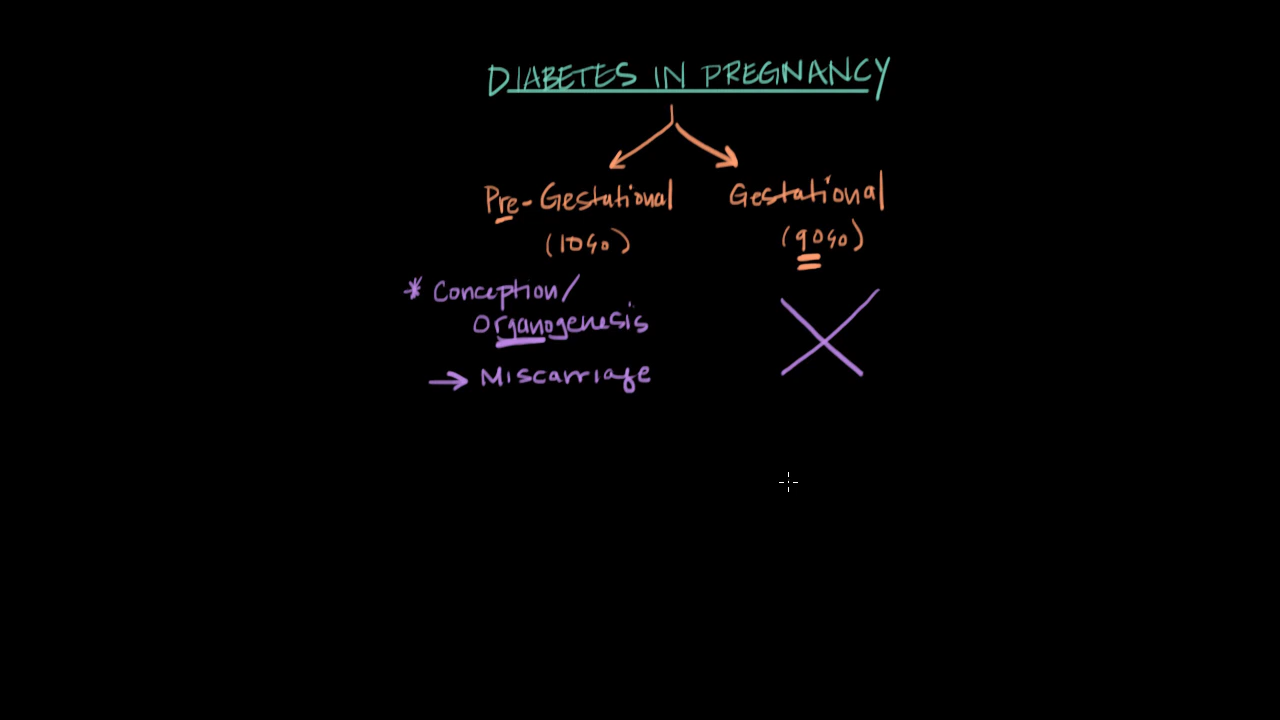 DIABETES IN PREGNANCY
Pre-Gestational Gestational
(10%) (90%)
* Conception/
Organogenesis
→ Miscarriage